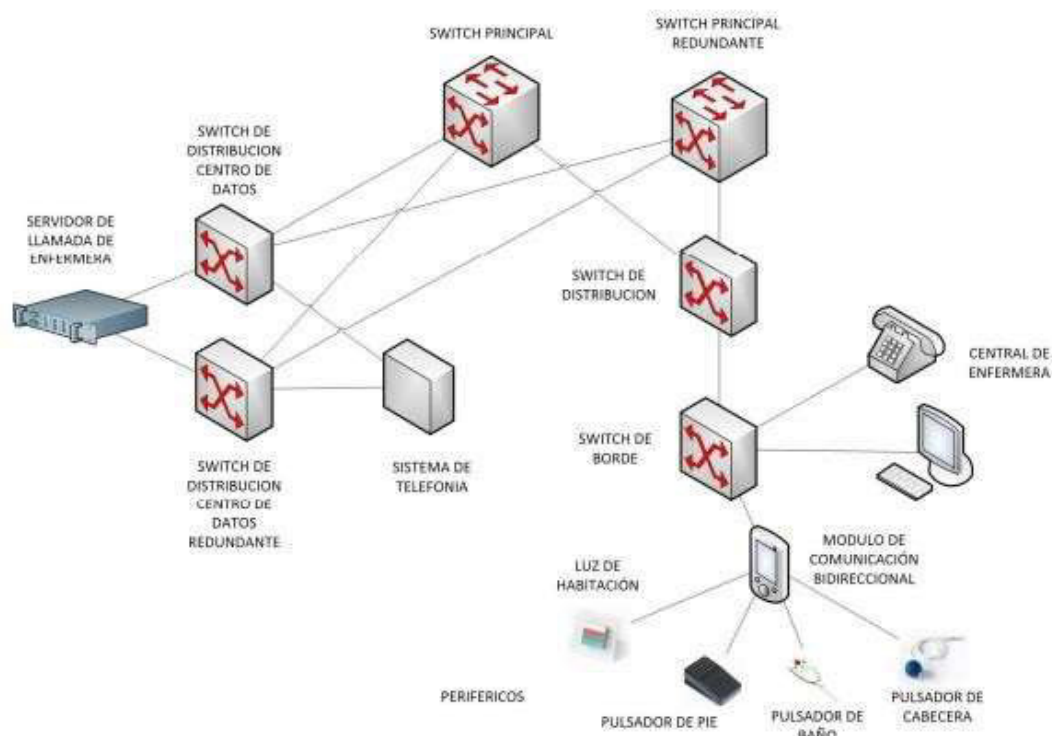 SWITCH PRINCIPAL
SWITCH PRINCIPAL
REDUNDANTE
SWITCH DE
DISTRIBUCION
CENTRO DE
DATOS
SERVIDOR DE
LLAMADA DE
ENFERMERA
SWITCH DE
DISTRIBUCION
CENTRAL DE
ENFERMERA
SWITCH DE
BORDE
SWITCH DE
DISTRIBUCION
CENTRO DE
DATOS
REDUNDANTE
SISTEMA DE
TELEFONIA
MODULO DE
COMUNICACIÓN
BIDIRECCIONAL
LUZ DE
HABITACIÓN
PERIFERICOS
PULSADOR DE PIE
PULSADOR DE
BAÑO
PULSADOR DE
CABECERA